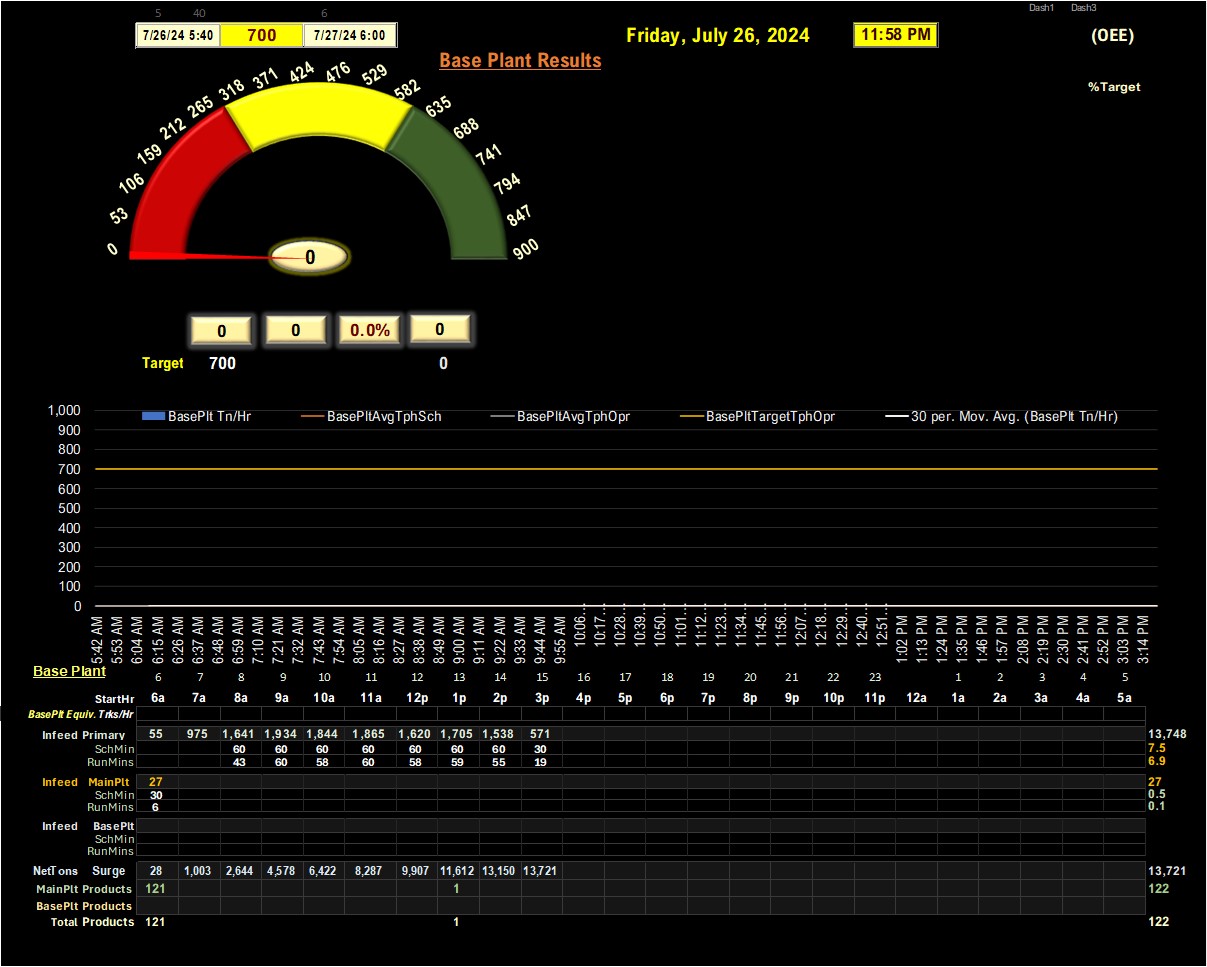 5 40 6 Dash1 Dash3
7/26/24 5:40 700 7/27/24 6:00 Friday, July 26, 2024 11:58 PM (OEE)
Base Plant Results
%Target
0 53 106 159 212 265 318 371 424 476 529 582 635 688 741 794 847 900
0
0 0 0.0% 0
Target 700 0
BasePlt Tn/Hr BasePltAvgTphSch BasePltAvgTphOpr BasePltTargetTphOpr 30 per. Mov. Avg. (BasePlt Tn/Hr)
1,000
900
800
700
600
500
400
300
200
100
0
5:42 AM 5:53 AM 6:04 AM 6:15 AM 6:26 AM 6:37 AM 6:48 AM 6:59 AM 7:10 AM 7:21 AM 7:32 AM 7:43 AM 7:54 AM 8:05 AM 8:16 AM 8:27 AM 8:38 AM 8:49 AM 9:00 AM 9:11 AM 9:22 AM 9:33 AM 9:44 AM 9:55 AM 10:06… 10:17… 10:28… 10:39… 10:50… 11:01… 11:12… 11:23… 11:34… 11:45… 11:56… 12:07… 12:18… 12:29… 12:40… 12:51… 1:02 PM 1:13 PM 1:24 PM 1:35 PM 1:46 PM 1:57 PM 2:08 PM 2:19 PM 2:30 PM 2:41 PM 2:52 PM 3:03 PM 3:14 PM
Base Plant 6 7 8 9 10 11 12 13 14 15 16 17 18 19 20 21 22 23 1 2 3 4 5
StartHr 6a 7a 8a 9a 10a 11a 12p 1p 2p 3p 4p 5p 6p 7p 8p 9p 10p 11p 12a 1a 2a 3a 4a 5a
BasePlt Equiv. Trks/Hr
Infeed Primary 55 975 1,641 1,934 1,844 1,865 1,620 1,705 1,538 571 13,748
SchMin 60 60 60 60 60 60 60 30 7.5
RunMins 43 60 58 60 58 59 55 19 6.9
Infeed MainPlt 27 27
SchMin 30 0.5
RunMins 6 0.1
Infeed BasePlt
SchMin
RunMins
NetTons Surge 28 1,003 2,644 4,578 6,422 8,287 9,907 11,612 13,150 13,721 13,721
MainPlt Products 121 1 122
BasePlt Products
Total Products 121 1 122